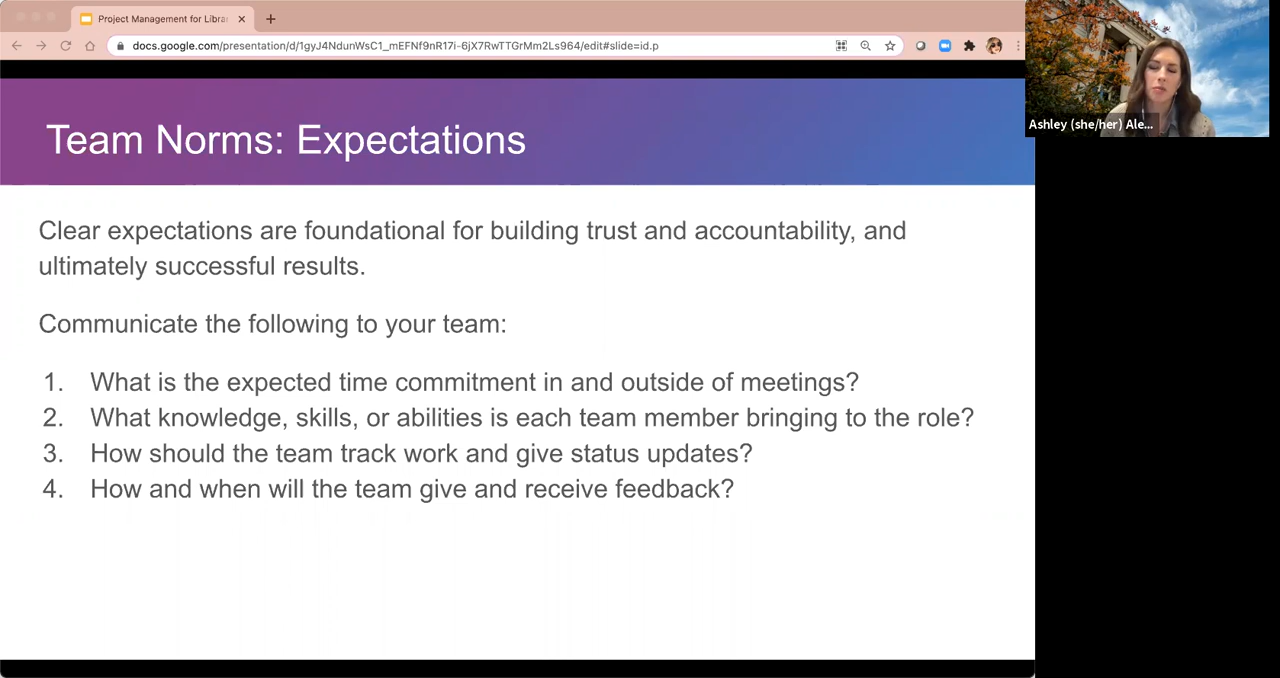 Project Management for Libra
docs.google.com/presentation/d/1gyJ4NdunWsC1_mEFNf9nR17i-6jX7RwTTGrMm2Ls964/edit#slide=id.p
Ashley (she/her) Ale...
Team Norms: Expectations
Clear expectations are foundational for building trust and accountability, and
ultimately successful results.
Communicate the following to your team:
1. What is the expected time commitment in and outside of meetings?
2. What knowledge, skills, or abilities is each team member bringing to the role?
3. How should the team track work and give status updates?
4. How and when will the team give and receive feedback?